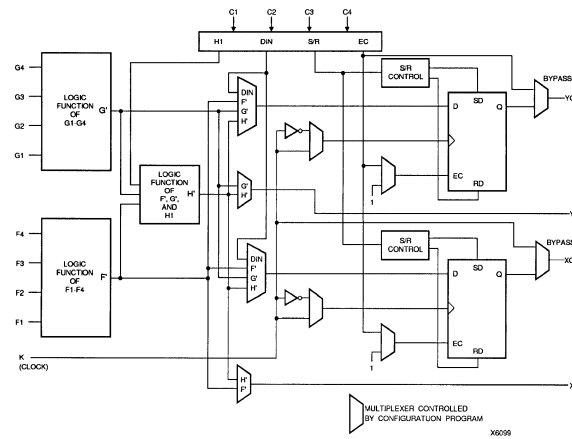 C1 C2 C3 C4
H1 DIN S/R EC
G4
G3
G2
G1
LOGIC
FUNCTION
OF
G1-G4
G'
DIN
F'
G'
H'
S/R
CONTROL
D
SD
Q
EC
RD
1
BYPASS
LOGIC
FUNCTION
OF
F', G',
AND
H1
H'
G'
H'
Y
F4
F3
F2
F1
LOGIC
FUNCTION
OF
F1-F4
F'
DIN
F'
G'
H'
S/R
CONTROL
D
SD
Q
EC
RD
1
BYPASS
K
(CLOCK)
H'
F'
X
MULTIPLEXER CONTROLLED
BY CONFIGURATION PROGRAM
X6099